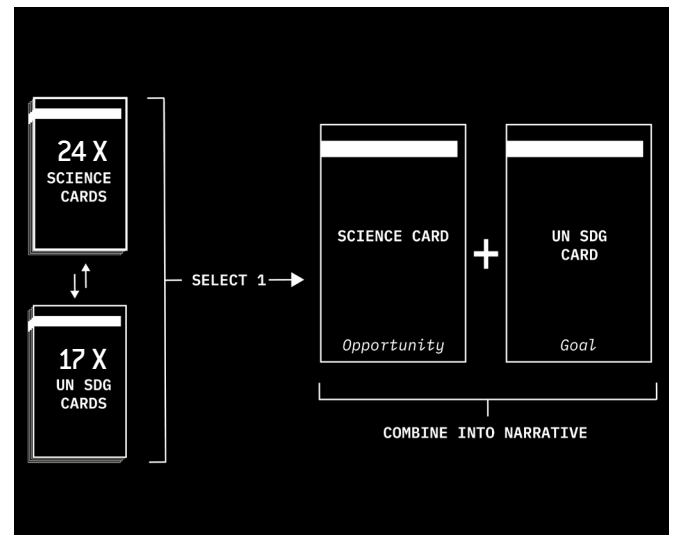 24 X
SCIENCE
CARDS
17 X
UN SDG
CARDS
SELECT 1
SCIENCE CARD
Opportunity
+
UN SDG
CARD
Goal
COMBINE INTO NARRATIVE